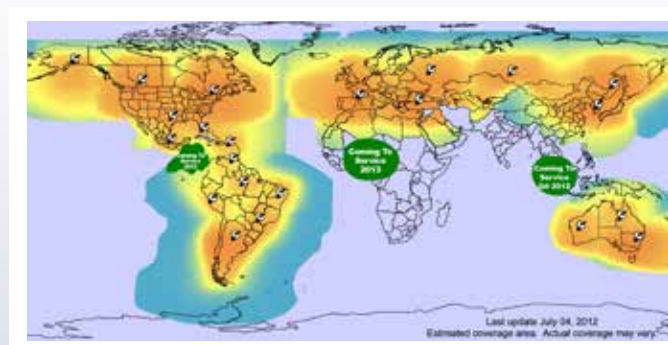 Coming To
Service
2013
Coming To
Service
2013
Coming To
Service
Q4 2012
Last update July 04, 2012
Estimated coverage area. Actual coverage may vary.